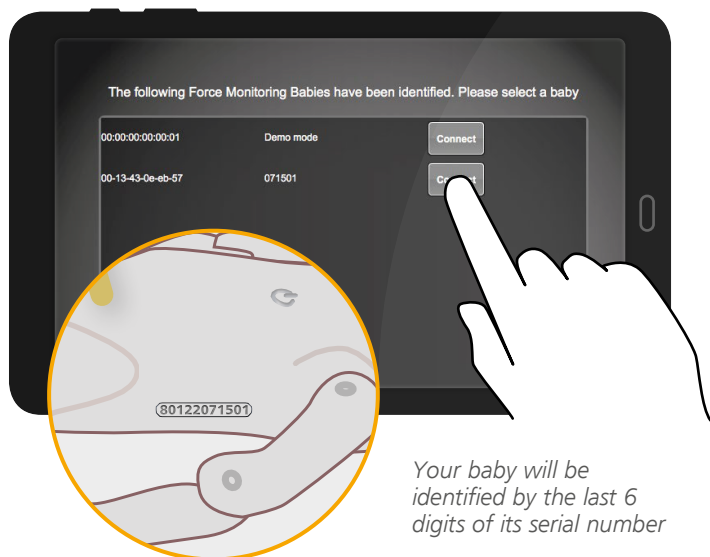 The following Force Monitoring Babies have been identified. Please select a baby
00:00:00:00:00:01 Demo mode Connect
00-13-43-0e-eb-57 071501
80122071501
Your baby will be
identified by the last 6
digits of its serial number